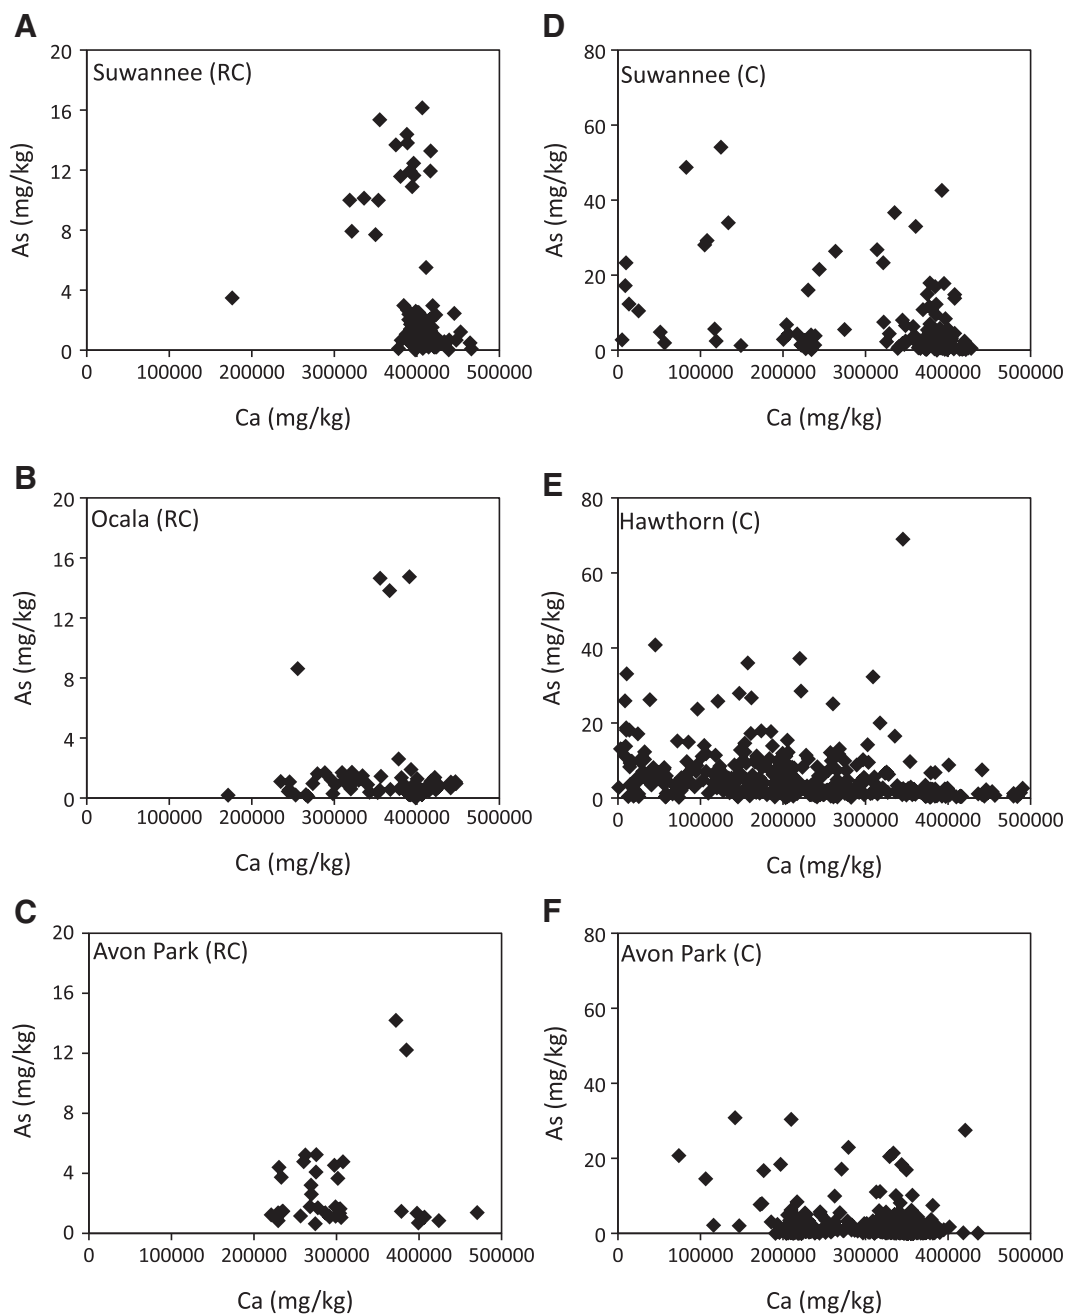 A
Suwannee (RC)
As (mg/kg)
20
16
12
8
4
0
0 100000 200000 300000 400000 500000
Ca (mg/kg)
D
Suwannee (C)
As (mg/kg)
80
60
40
20
0
0 100000 200000 300000 400000 500000
Ca (mg/kg)
B
Ocala (RC)
As (mg/kg)
20
16
12
8
4
0
0 100000 200000 300000 400000 500000
Ca (mg/kg)
E
Hawthorn (C)
As (mg/kg)
80
60
40
20
0
0 100000 200000 300000 400000 500000
Ca (mg/kg)
C
Avon Park (RC)
As (mg/kg)
20
16
12
8
4
0
0 100000 200000 300000 400000 500000
Ca (mg/kg)
F
Avon Park (C)
As (mg/kg)
80
60
40
20
0
0 100000 200000 300000 400000 500000
Ca (mg/kg)